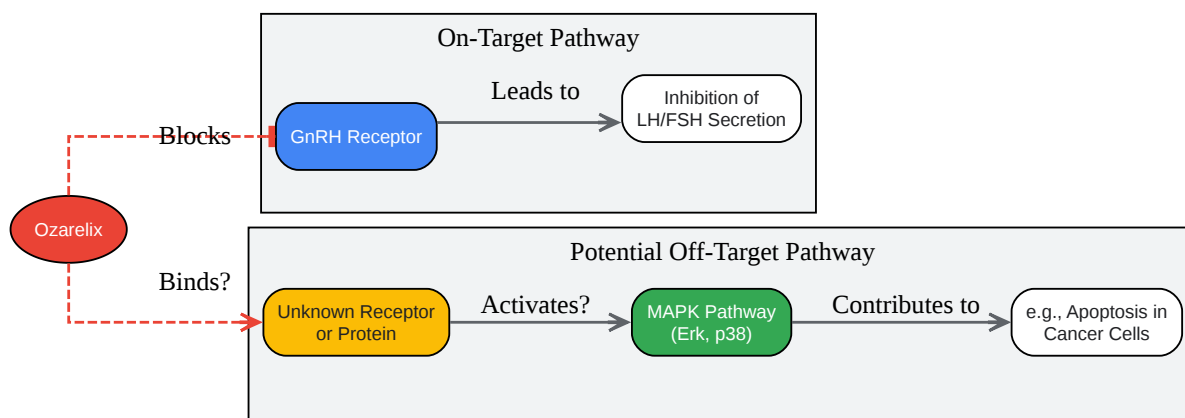 On-Target Pathway
Leads to
Inhibition of
LH/FSH Secretion
Blocks
GnRH Receptor
Ozarelix
Potential Off-Target Pathway
Binds?
Unknown Receptor
or Protein
Activates?
MAPK Pathway
(Erk, p38)
Contributes to
e.g., Apoptosis in
Cancer Cells